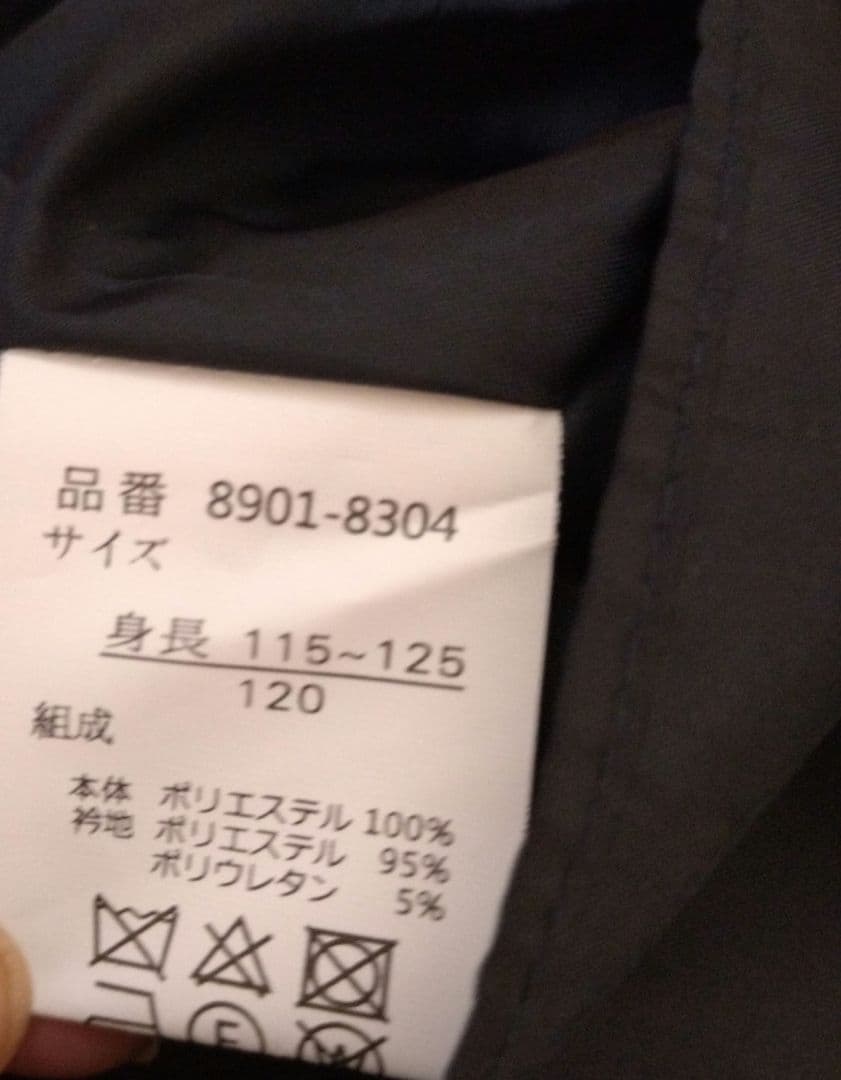 品番 8901-8304
サイズ
身長 115~125
120
組成
本体 ポリエステル 100%
衿地 ポリエステル 95%
ポリウレタン 5%
F
W